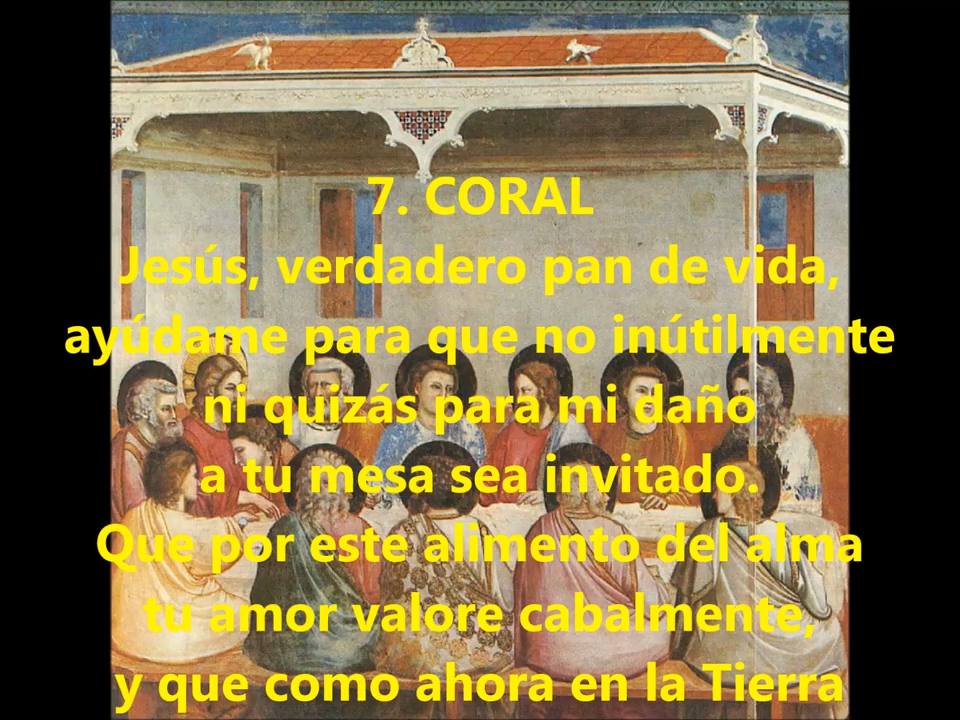 7. CORAL
Jesús, verdadero pan de vida,
ayúdame para que no inútilmente
ni quizás para mi daño
a tu mesa sea invitado.
Que por este alimento del alma
tu amor valore cabalmente,
y que como ahora en la Tierra